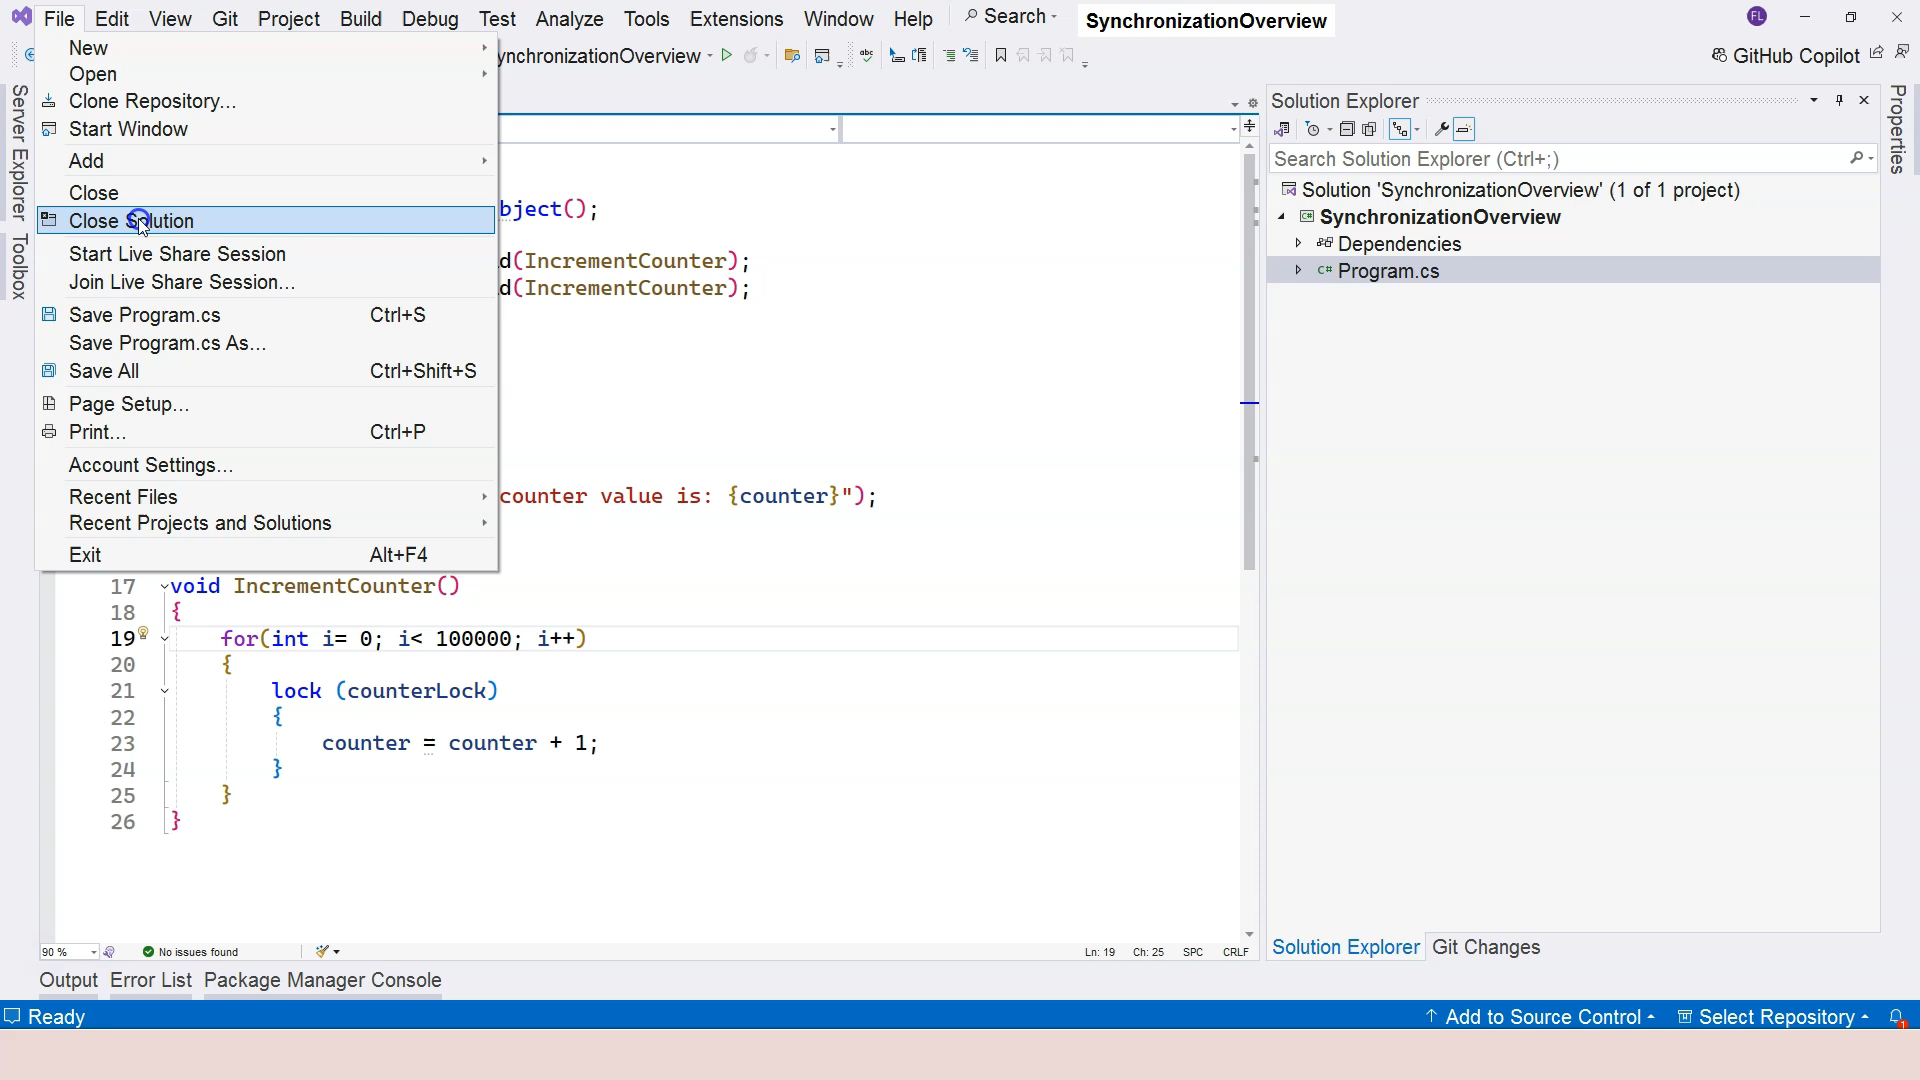 File Edit View Git Project Build Debug Test Analyze Tools Extensions Window Help Search SynchronizationOverview FL
ynchronizationOverview GitHub Copilot
New
Open
Clone Repository...
Start Window
Add
Close
Close Solution
Start Live Share Session
Join Live Share Session...
Save Program.cs Ctrl+S
Save Program.cs As...
Save All Ctrl+Shift+S
Page Setup...
Print... Ctrl+P
Account Settings...
Recent Files
Recent Projects and Solutions
Exit Alt+F4
Server Explorer
Toolbox
bject();
d(IncrementCounter);
d(IncrementCounter);
counter value is: {counter}");
17 void IncrementCounter()
18 {
19 for(int i= 0; i< 100000; i++)
20 {
21 lock (counterLock)
22 {
23 counter = counter + 1;
24 }
25 }
26 }
90 % No issues found Ln: 19 Ch: 25 SPC CRLF
Solution Explorer
Search Solution Explorer (Ctrl+;)
Solution 'SynchronizationOverview' (1 of 1 project)
C# SynchronizationOverview
Dependencies
C# Program.cs
Properties
Solution Explorer Git Changes
Output Error List Package Manager Console
Ready Add to Source Control Select Repository 1